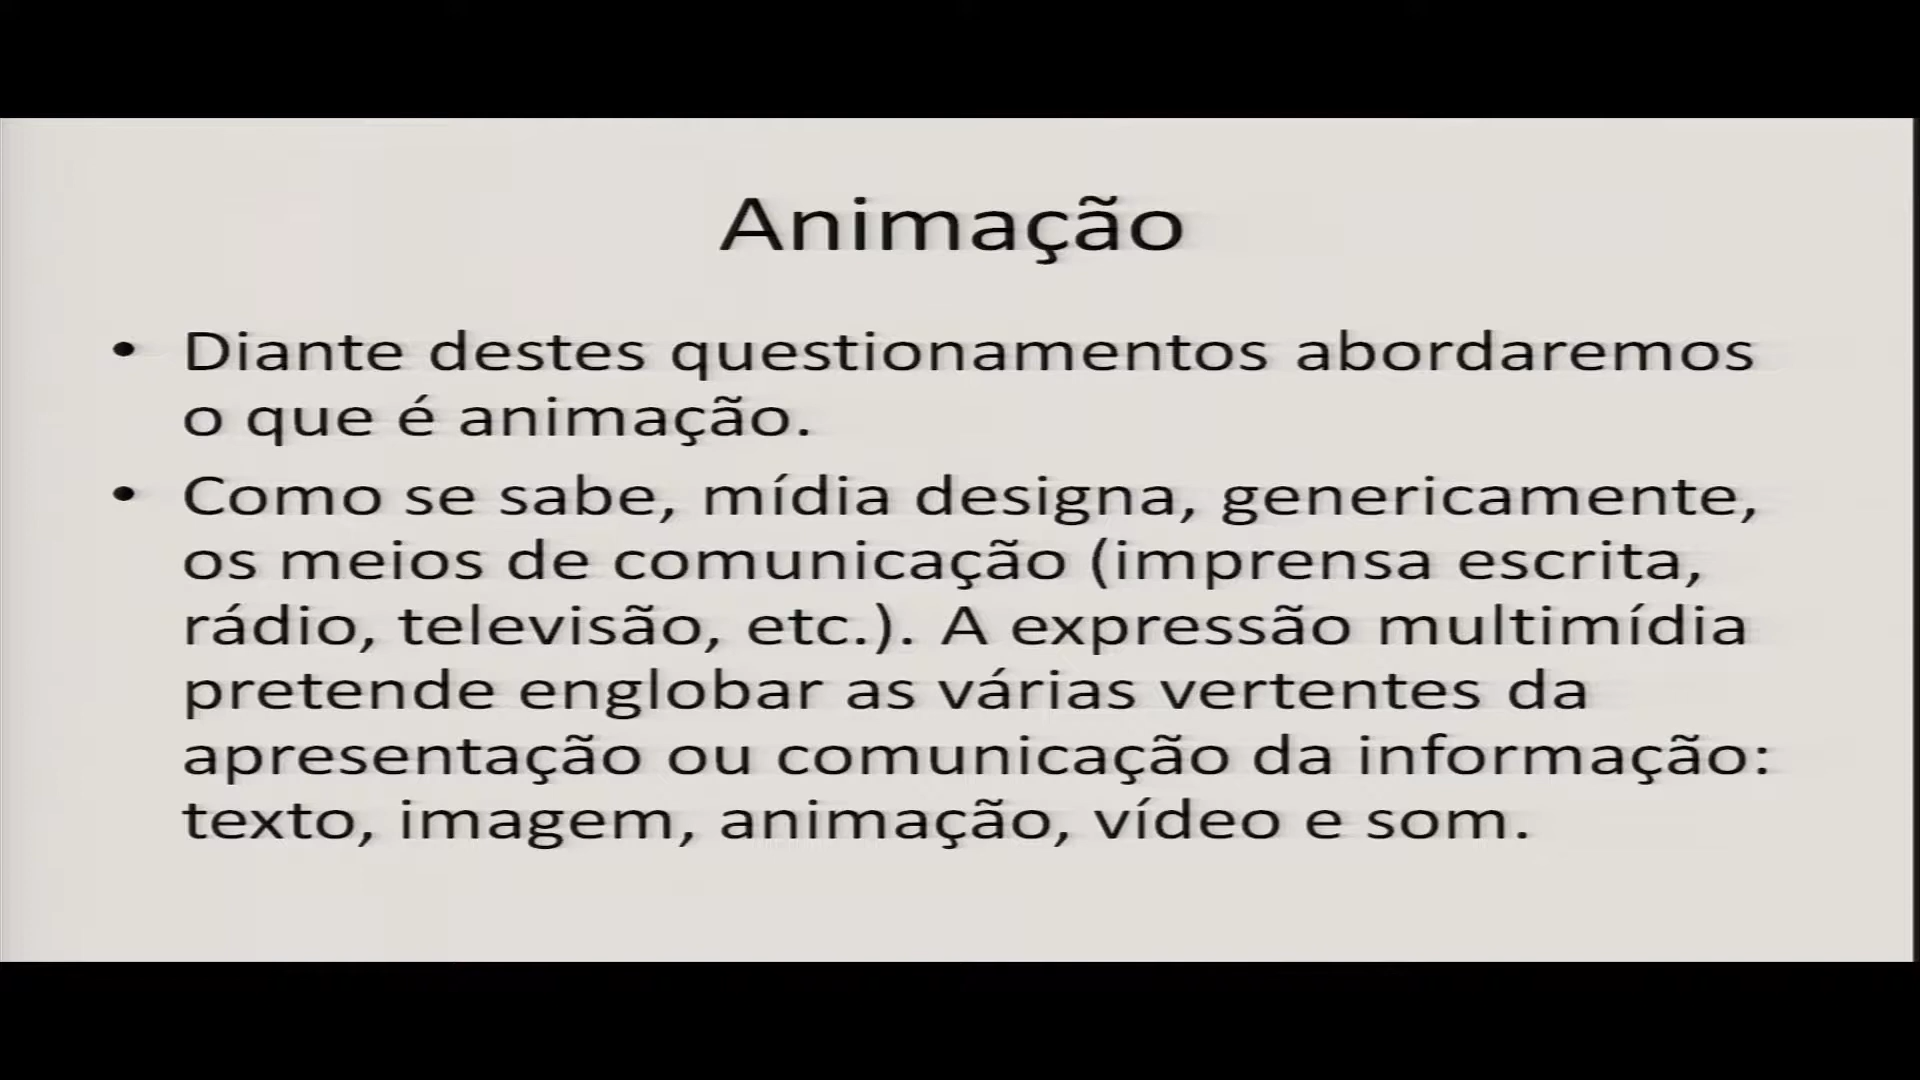 Animação
• Diante destes questionamentos abordaremos
o que é animação.
• Como se sabe, mídia designa, genericamente,
os meios de comunicação (imprensa escrita,
rádio, televisão, etc.). A expressão multimídia
pretende englobar as várias vertentes da
apresentação ou comunicação da informação:
texto, imagem, animação, vídeo e som.